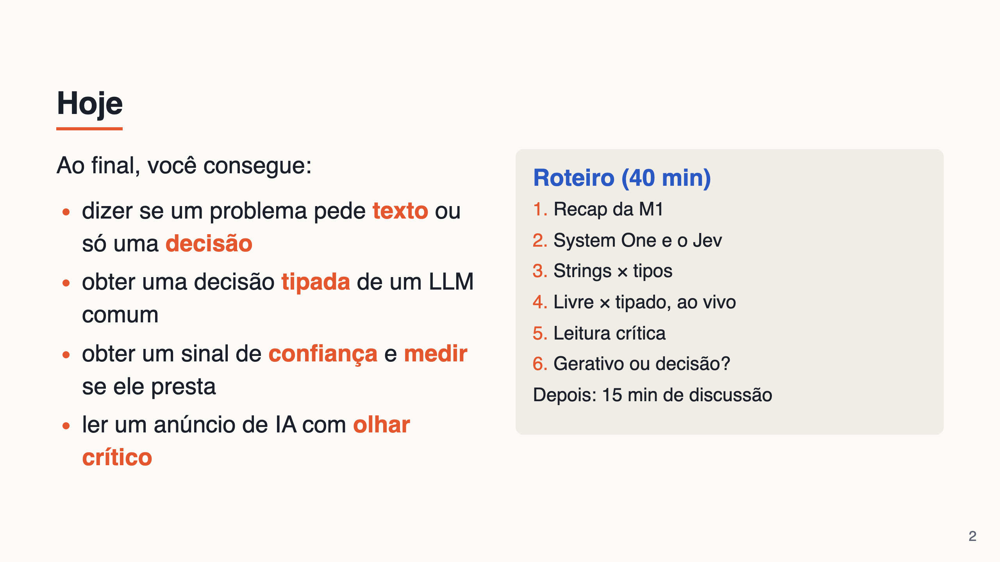 Hoje
Ao final, você consegue:
• dizer se um problema pede texto ou
só uma decisão
• obter uma decisão tipada de um LLM
comum
• obter um sinal de confiança e medir
se ele presta
• ler um anúncio de IA com olhar
crítico
Roteiro (40 min)
1. Recap da M1
2. System One e o Jev
3. Strings × tipos
4. Livre × tipado, ao vivo
5. Leitura crítica
6. Gerativo ou decisão?
Depois: 15 min de discussão
2